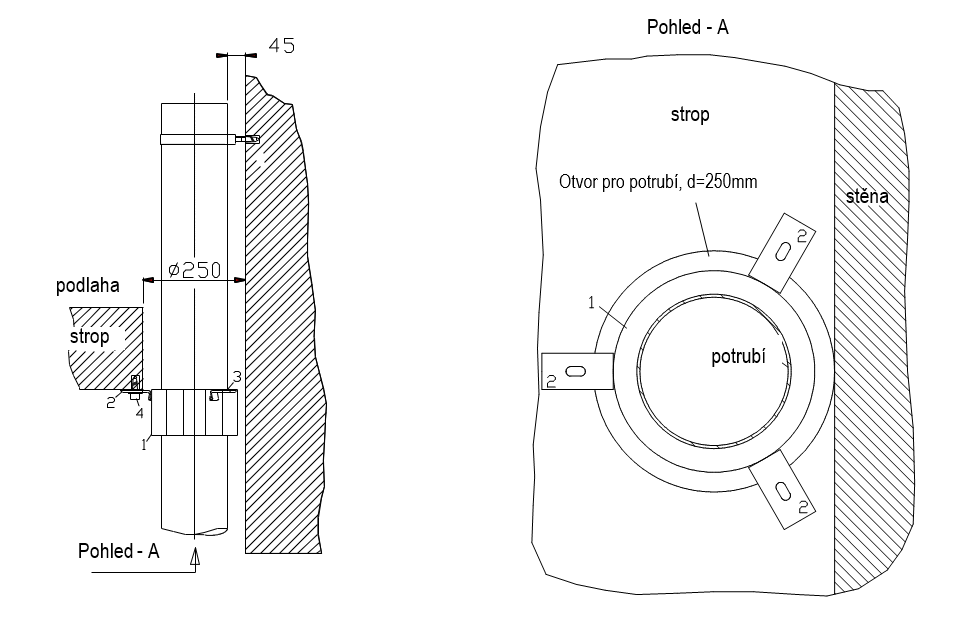 45
ø250
podlaha
strop
3
2
4
1
Pohled - A
Pohled - A
strop
Otvor pro potrubí, d=250mm
stěna
2
1
potrubí
2
2